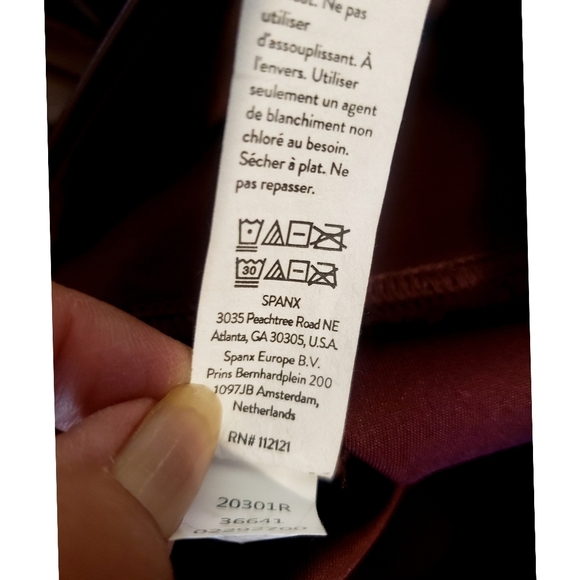 Ne pas
utiliser
d'assouplissant. À
l'envers. Utiliser
seulement un agent
de blanchiment non
chloré au besoin.
Sécher à plat. Ne
pas repasser.
30
SPANX
3035 Peachtree Road NE
Atlanta, GA 30305, U.S.A.
Spanx Europe B.V.
Prins Bernhardplein 200
1097JB Amsterdam,
Netherlands
RN# 112121
20301R
36641